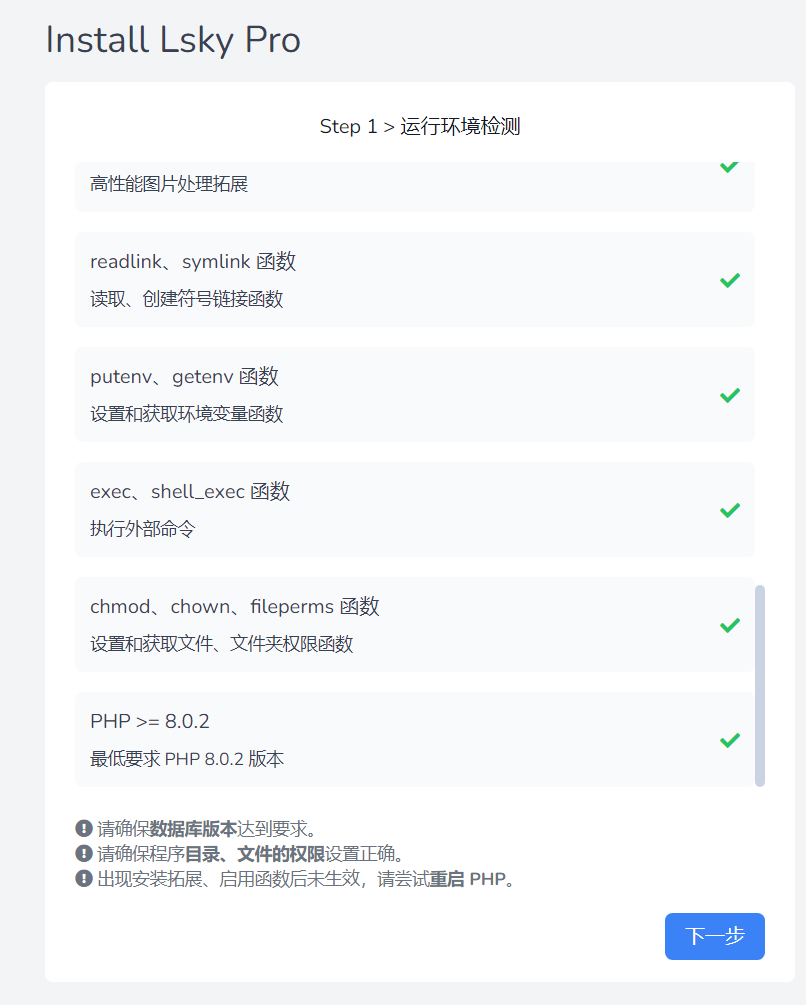 Install Lsky Pro
Step 1 > 运行环境检测
高性能图片处理拓展
readlink、symlink 函数
读取、创建符号链接函数
putenv、getenv 函数
设置和获取环境变量函数
exec、shell_exec 函数
执行外部命令
chmod、chown、fileperms 函数
设置和获取文件、文件夹权限函数
PHP >= 8.0.2
最低要求 PHP 8.0.2 版本
请确保数据库版本达到要求。
请确保程序目录、文件的权限设置正确。
出现安装拓展、启用函数后未生效，请尝试重启 PHP。
下一步